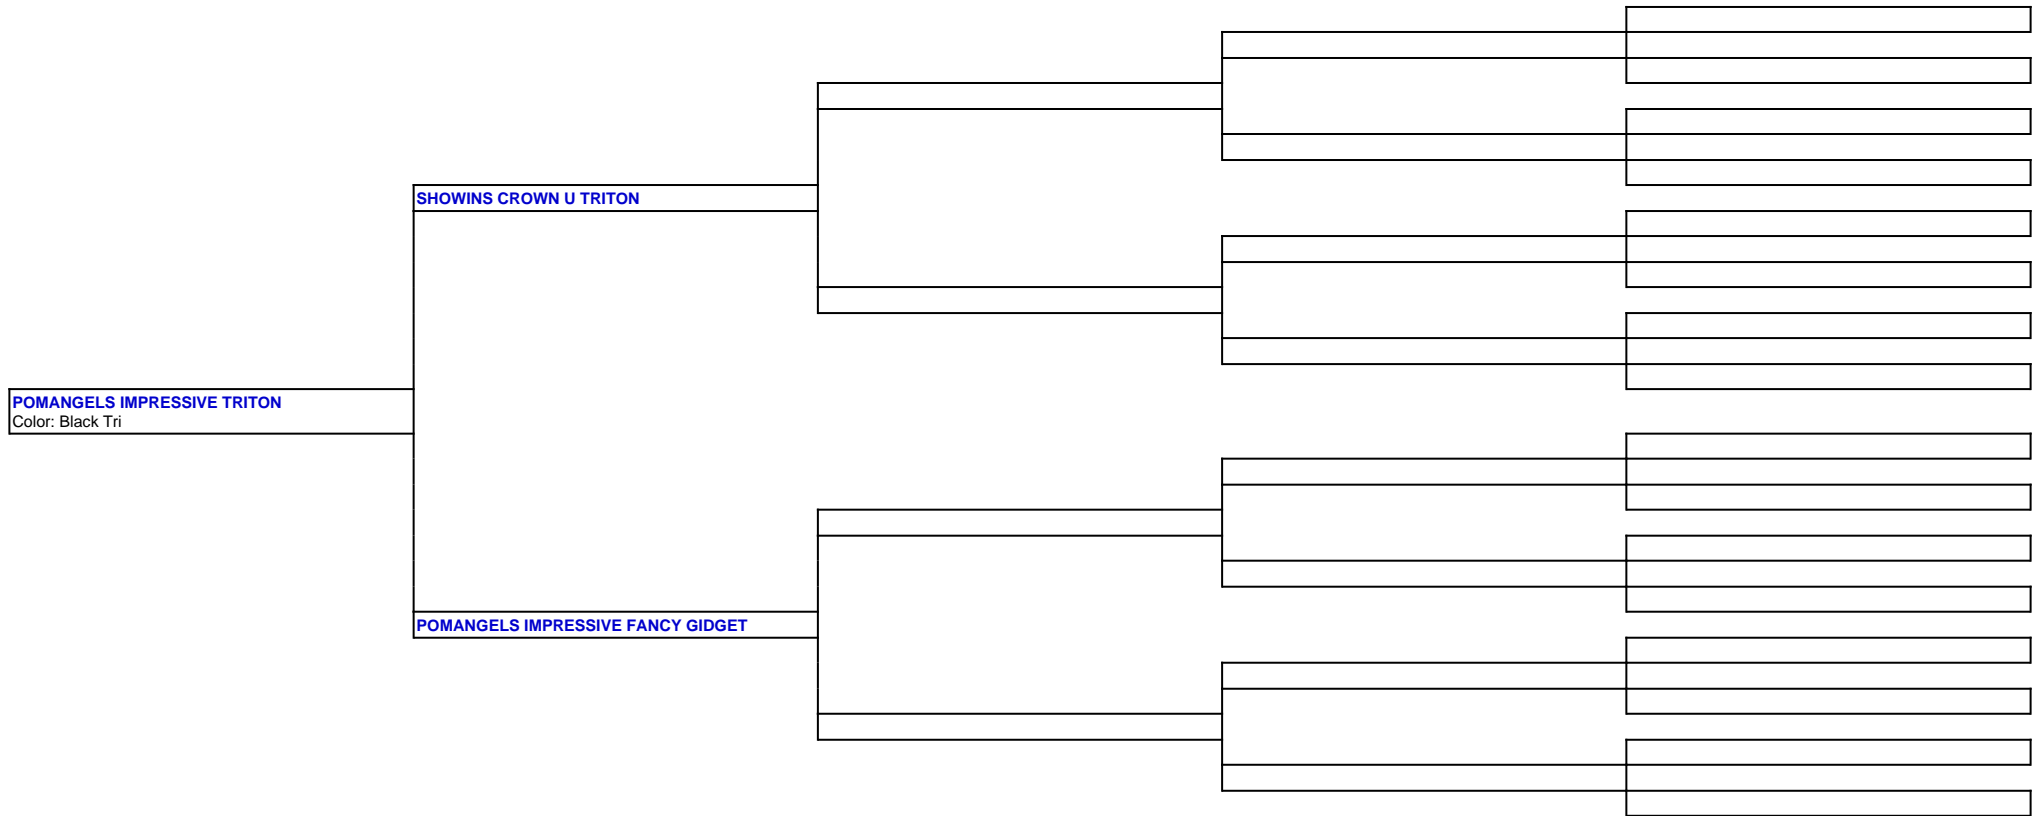 SHOWINS CROWN U TRITON
POMANGELS IMPRESSIVE TRITON
Color: Black Tri
POMANGELS IMPRESSIVE FANCY GIDGET